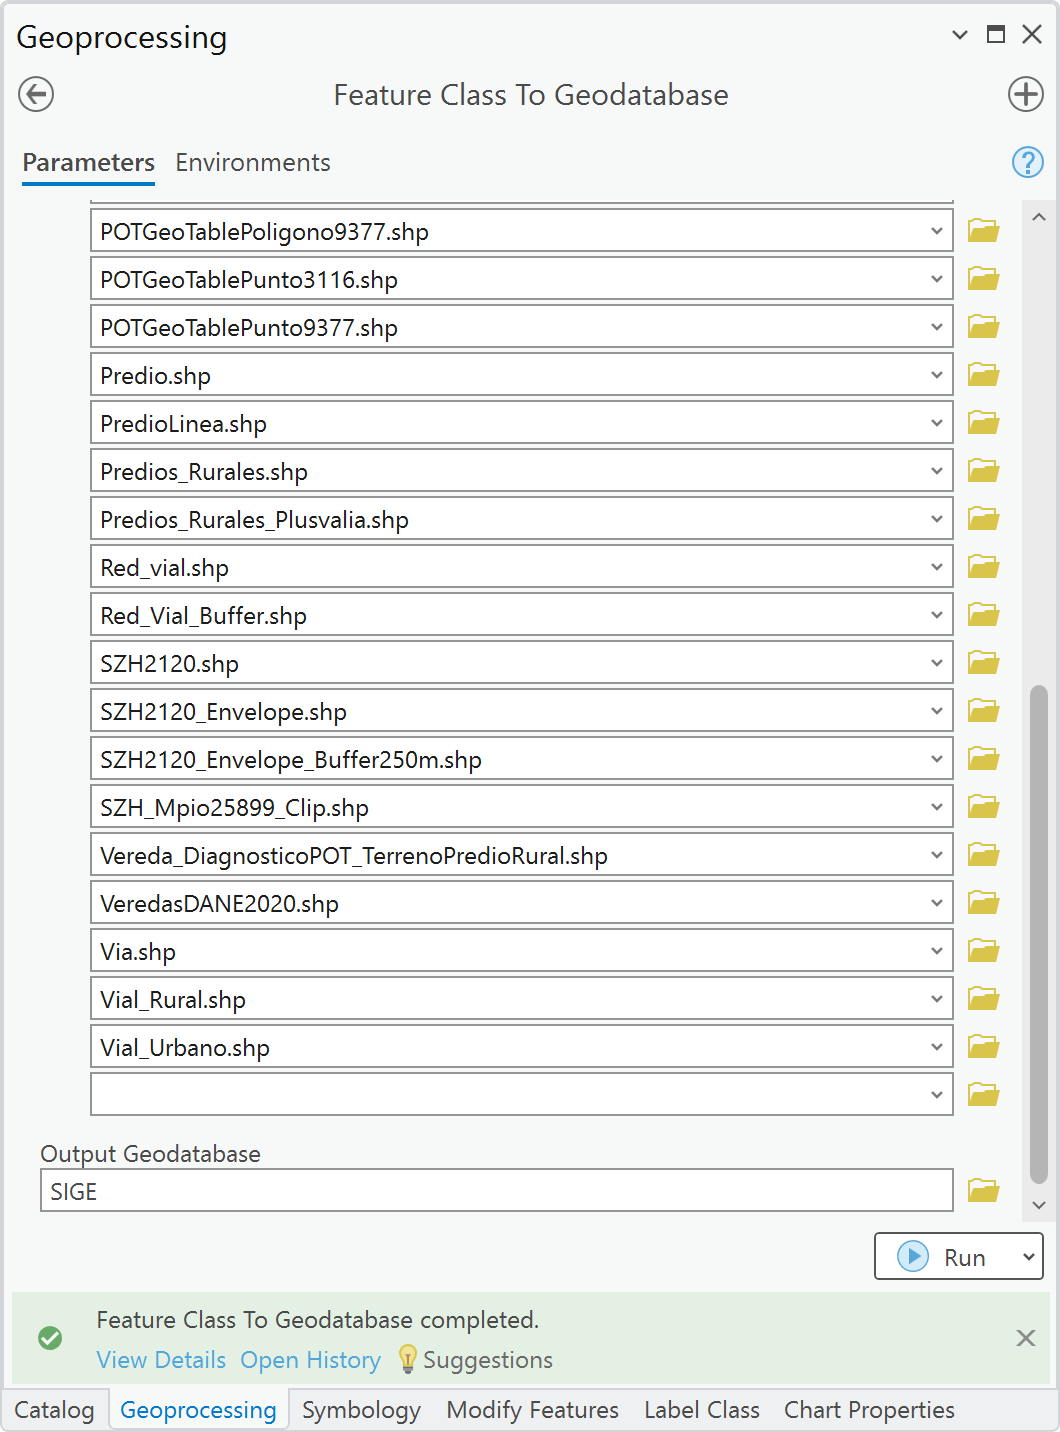 Geoprocessing
Feature Class To Geodatabase
Parameters Environments
POTGeoTablePoligono9377.shp
POTGeoTablePunto3116.shp
POTGeoTablePunto9377.shp
Predio.shp
PredioLinea.shp
Predios_Rurales.shp
Predios_Rurales_Plusvalia.shp
Red_vial.shp
Red_Vial_Buffer.shp
SZH2120.shp
SZH2120_Envelope.shp
SZH2120_Envelope_Buffer250m.shp
SZH_Mpio25899_Clip.shp
Vereda_DiagnosticoPOT_TerrenoPredioRural.shp
VeredasDANE2020.shp
Via.shp
Vial_Rural.shp
Vial_Urbano.shp
Output Geodatabase
SIGE
Run
Feature Class To Geodatabase completed.
View Details Open History Suggestions
Catalog Geoprocessing Symbology Modify Features Label Class Chart Properties